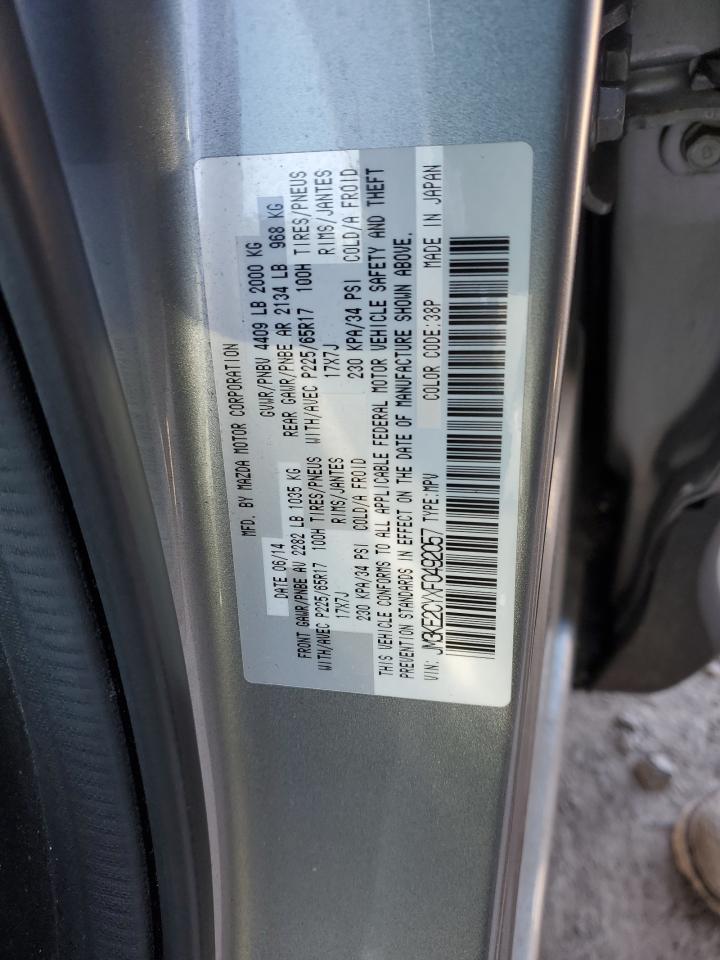 MFD. BY MAZDA MOTOR CORPORATION
DATE 06/14 GVWR/PNBV 4409 LB 2000 KG
FRONT GAWR/PNBE AV 2282 LB 1035 KG REAR GAWR/PNBE AR 2134 LB 968 KG
WITH/AVEC P225/65R17 100H TIRES/PNEUS WITH/AVEC P225/65R17 100H TIRES/PNEUS
17X7J RIMS/JANTES 17X7J RIMS/JANTES
230 KPA/34 PSI COLD/A FROID 230 KPA/34 PSI COLD/A FROID
THIS VEHICLE CONFORMS TO ALL APPLICABLE FEDERAL MOTOR VEHICLE SAFETY AND THEFT
PREVENTION STANDARDS IN EFFECT ON THE DATE OF MANUFACTURE SHOWN ABOVE.
VIN: JM3KE2CYXF0492057 TYPE:MPV COLOR CODE:38P MADE IN JAPAN